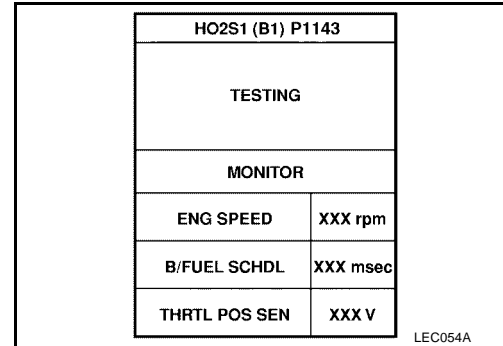 HO2S1 (B1) P1143
TESTING
MONITOR
ENG SPEED XXX rpm
B/FUEL SCHDL XXX msec
THRTL POS SEN XXX V
LEC054A